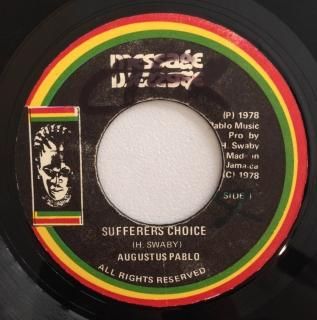 message
(P) 1978
Pablo Music
Pro by
H. Swaby
Made in
Jamaica
(C) 1978
SIDE 1
SUFFERERS CHOICE
(H. SWABY)
AUGUSTUS PABLO
ALL RIGHTS RESERVED